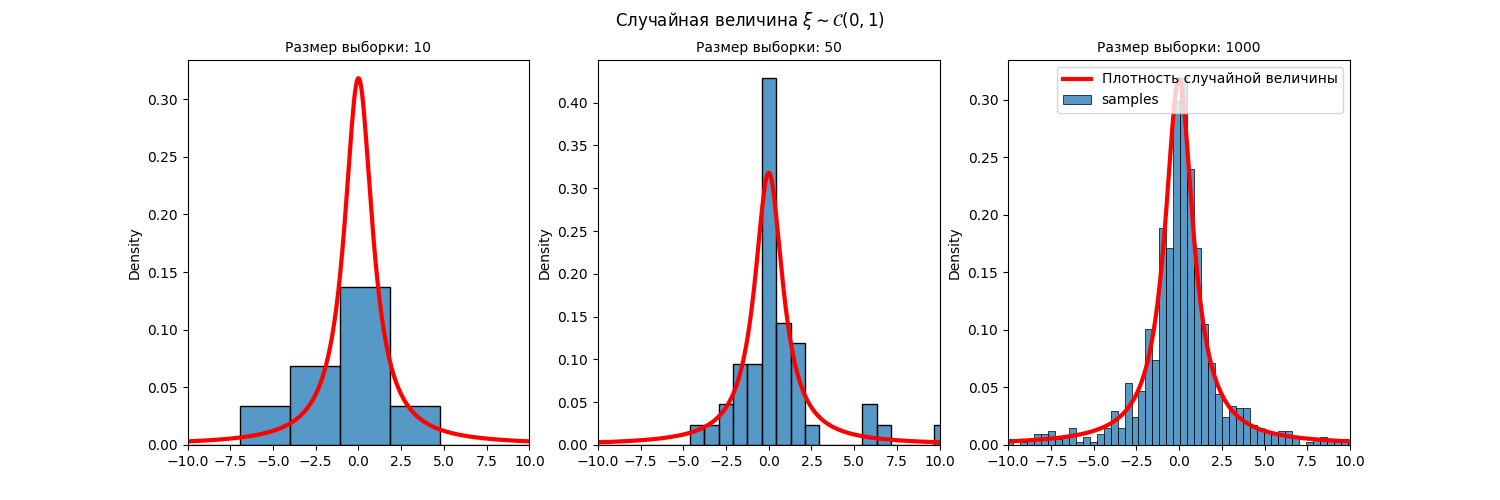 Случайная величина ξ ~ 𝒞(0, 1)
Размер выборки: 10
Density
0.30
0.25
0.20
0.15
0.10
0.05
0.00
−10.0 −7.5 −5.0 −2.5 0.0 2.5 5.0 7.5 10.0
Размер выборки: 50
Density
0.40
0.35
0.30
0.25
0.20
0.15
0.10
0.05
0.00
−10.0 −7.5 −5.0 −2.5 0.0 2.5 5.0 7.5 10.0
Размер выборки: 1000
Плотность случайной величины
samples
Density
0.30
0.25
0.20
0.15
0.10
0.05
0.00
−10.0 −7.5 −5.0 −2.5 0.0 2.5 5.0 7.5 10.0